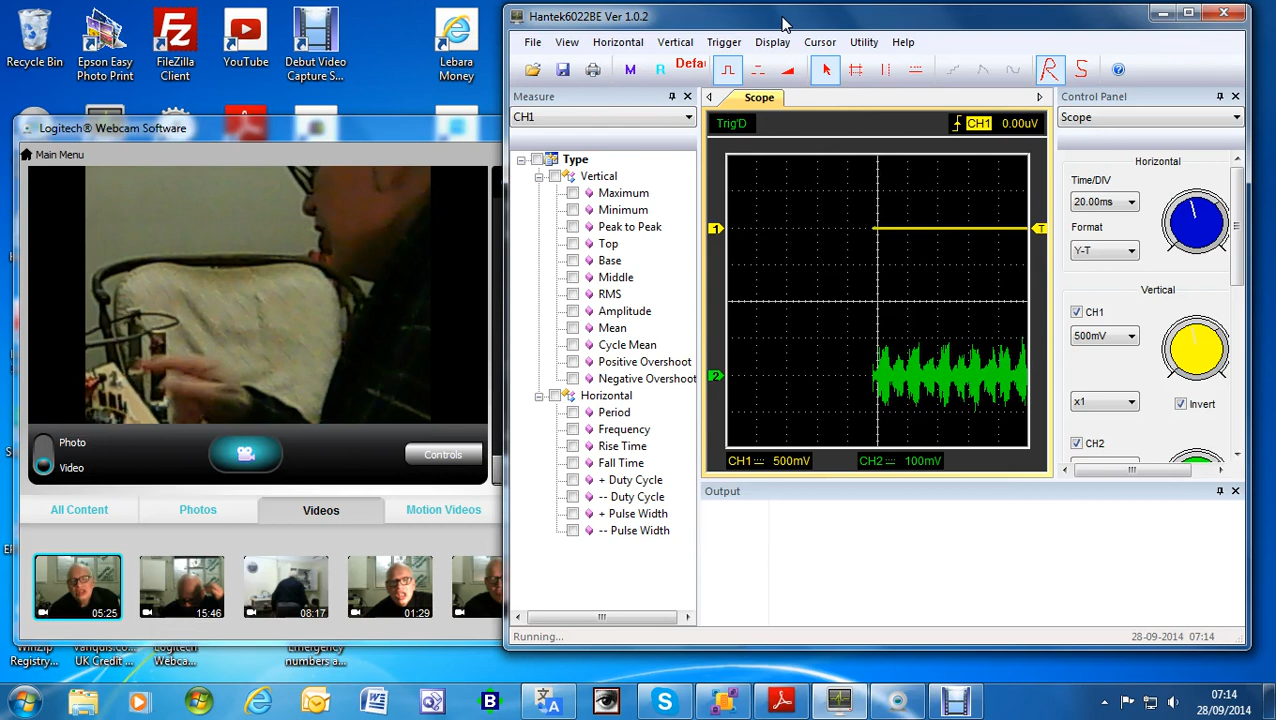 Recycle Bin
Epson Easy
Photo Print
FileZilla
Client
YouTube
Debut Video
Capture S...
Lebara
Money
Logitech® Webcam Software
Main Menu
Photo
Video
Controls
All Content
Photos
Videos
Motion Videos
05:25
15:46
08:17
01:29
WinZip
Registry...
vanquis.co...
UK Credit ...
Logitech
Webca...
Emergency
numbers a...
Hantek6022BE Ver 1.0.2
File
View
Horizontal
Vertical
Trigger
Display
Cursor
Utility
Help
M
R
Defau
R
S
Measure
CH1
Type
Vertical
Maximum
Minimum
Peak to Peak
Top
Base
Middle
RMS
Amplitude
Mean
Cycle Mean
Positive Overshoot
Negative Overshoot
Horizontal
Period
Frequency
Rise Time
Fall Time
+ Duty Cycle
-- Duty Cycle
+ Pulse Width
-- Pulse Width
Scope
Trig'D
CH1 0.00uV
1
T
2
CH1 500mV
CH2 100mV
Output
Control Panel
Scope
Horizontal
Time/DIV
20.00ms
Format
Y-T
Vertical
CH1
500mV
x1
Invert
CH2
Running...
28-09-2014 07:14
07:14
28/09/2014